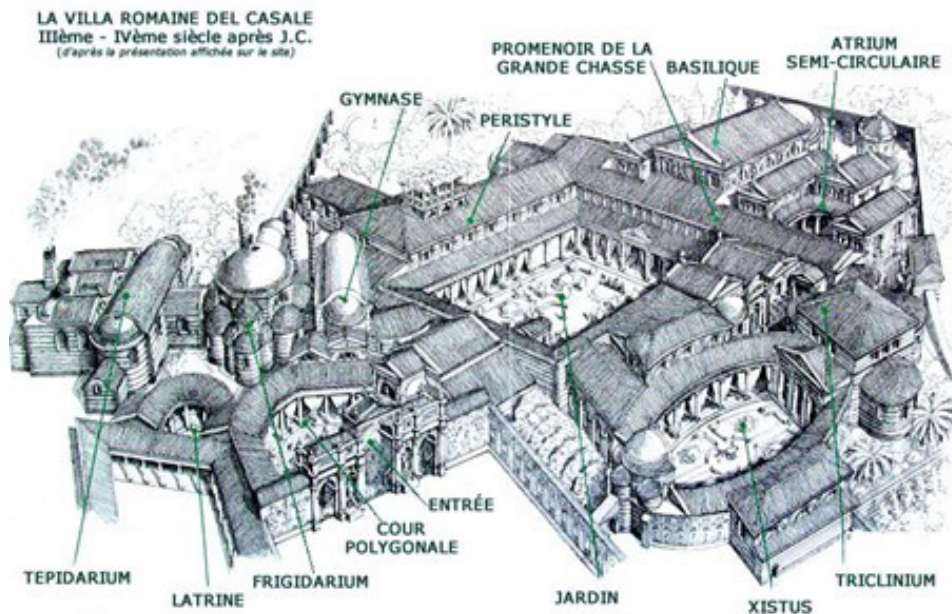 LA VILLA ROMAINE DEL CASALE
IIIème - IVème siècle après J.C.
(d'après la présentation affichée sur le site)
PROMENOIR DE LA
GRANDE CHASSE
BASILIQUE
ATRIUM
SEMI-CIRCULAIRE
GYMNASE
PERISTYLE
ENTRÉE
COUR
POLYGONALE
TEPIDARIUM
LATRINE
FRIGIDARIUM
JARDIN
XISTUS
TRICLINIUM